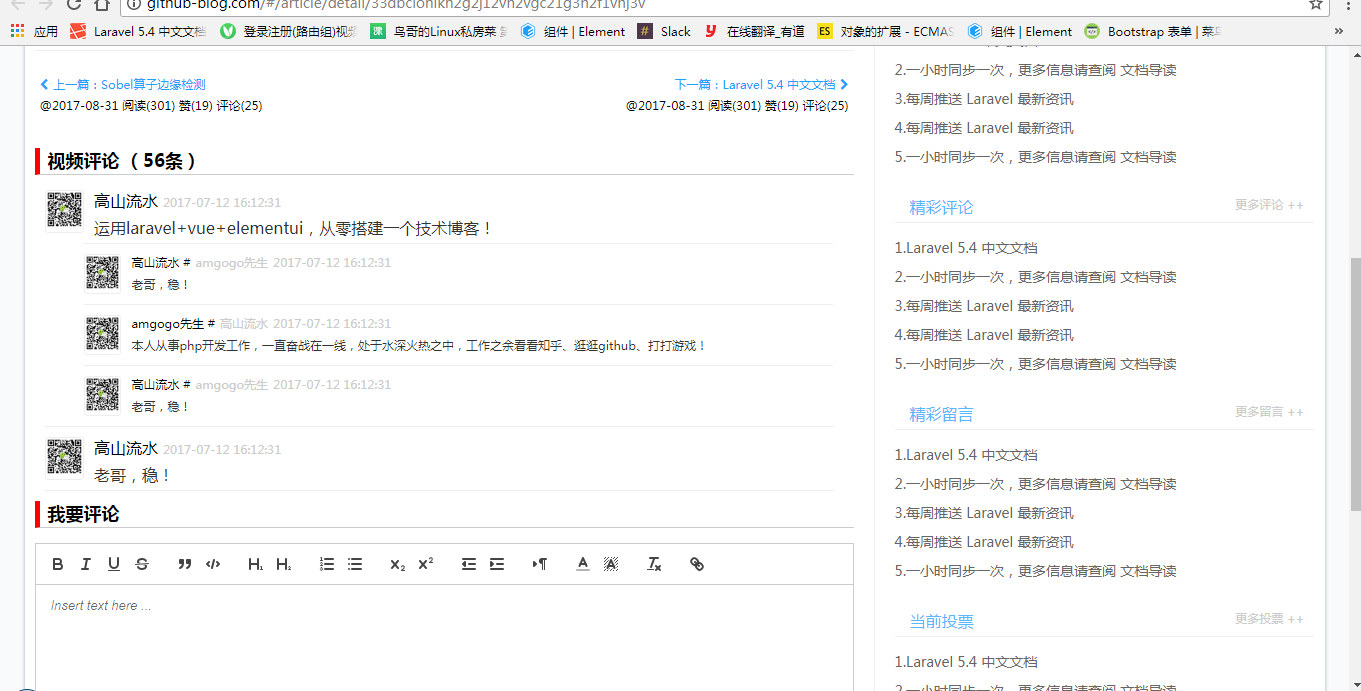 github-blog.com/#/article/detail/33dbclonlkh2g2j12vh2vgc21g3h2f1vhj3v
应用 Laravel 5.4 中文文档 登录注册(路由组)视频 鸟哥的Linux私房菜 组件 | Element Slack 在线翻译_有道 对象的扩展 - ECMAS 组件 | Element Bootstrap 表单 | 菜鸟 »
上一篇：Sobel算子边缘检测
@2017-08-31 阅读(301) 赞(19) 评论(25)
下一篇：Laravel 5.4 中文文档
@2017-08-31 阅读(301) 赞(19) 评论(25)
视频评论 （ 56条 ）
高山流水 2017-07-12 16:12:31
运用laravel+vue+elementui，从零搭建一个技术博客！
高山流水 # amgogo先生 2017-07-12 16:12:31
老哥，稳！
amgogo先生 # 高山流水 2017-07-12 16:12:31
本人从事php开发工作，一直奋战在一线，处于水深火热之中，工作之余看看知乎、逛逛github、打打游戏！
高山流水 # amgogo先生 2017-07-12 16:12:31
老哥，稳！
高山流水 2017-07-12 16:12:31
老哥，稳！
我要评论
B I U S H1 H2 X2 X2 A A Tx
Insert text here ...
2.一小时同步一次，更多信息请查阅 文档导读
3.每周推送 Laravel 最新资讯
4.每周推送 Laravel 最新资讯
5.一小时同步一次，更多信息请查阅 文档导读
精彩评论 更多评论 ++
1.Laravel 5.4 中文文档
2.一小时同步一次，更多信息请查阅 文档导读
3.每周推送 Laravel 最新资讯
4.每周推送 Laravel 最新资讯
5.一小时同步一次，更多信息请查阅 文档导读
精彩留言 更多留言 ++
1.Laravel 5.4 中文文档
2.一小时同步一次，更多信息请查阅 文档导读
3.每周推送 Laravel 最新资讯
4.每周推送 Laravel 最新资讯
5.一小时同步一次，更多信息请查阅 文档导读
当前投票 更多投票 ++
1.Laravel 5.4 中文文档
2.一小时同步一次，更多信息请查阅 文档导读